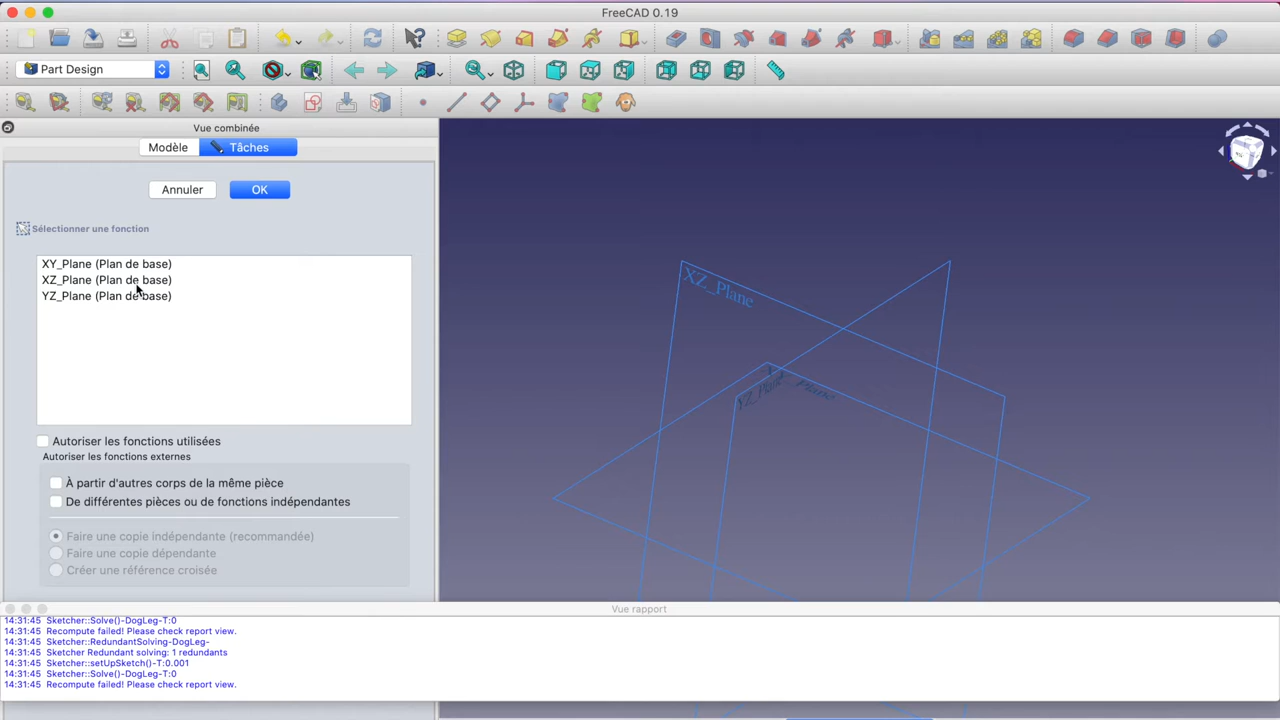 FreeCAD 0.19
Part Design
Vue combinée
Modèle
Tâches
Annuler
OK
Sélectionner une fonction
XY_Plane (Plan de base)
XZ_Plane (Plan de base)
YZ_Plane (Plan de base)
Autoriser les fonctions utilisées
Autoriser les fonctions externes
À partir d'autres corps de la même pièce
De différentes pièces ou de fonctions indépendantes
Faire une copie indépendante (recommandée)
Faire une copie dépendante
Créer une référence croisée
XZ_Plane
YZ_Plane
Plane
Vue rapport
14:31:45 Sketcher::Solve()-DogLeg-T:0
14:31:45 Recompute failed! Please check report view.
14:31:45 Sketcher::RedundantSolving-DogLeg-
14:31:45 Sketcher Redundant solving: 1 redundants
14:31:45 Sketcher::setUpSketch()-T:0.001
14:31:45 Sketcher::Solve()-DogLeg-T:0
14:31:45 Recompute failed! Please check report view.